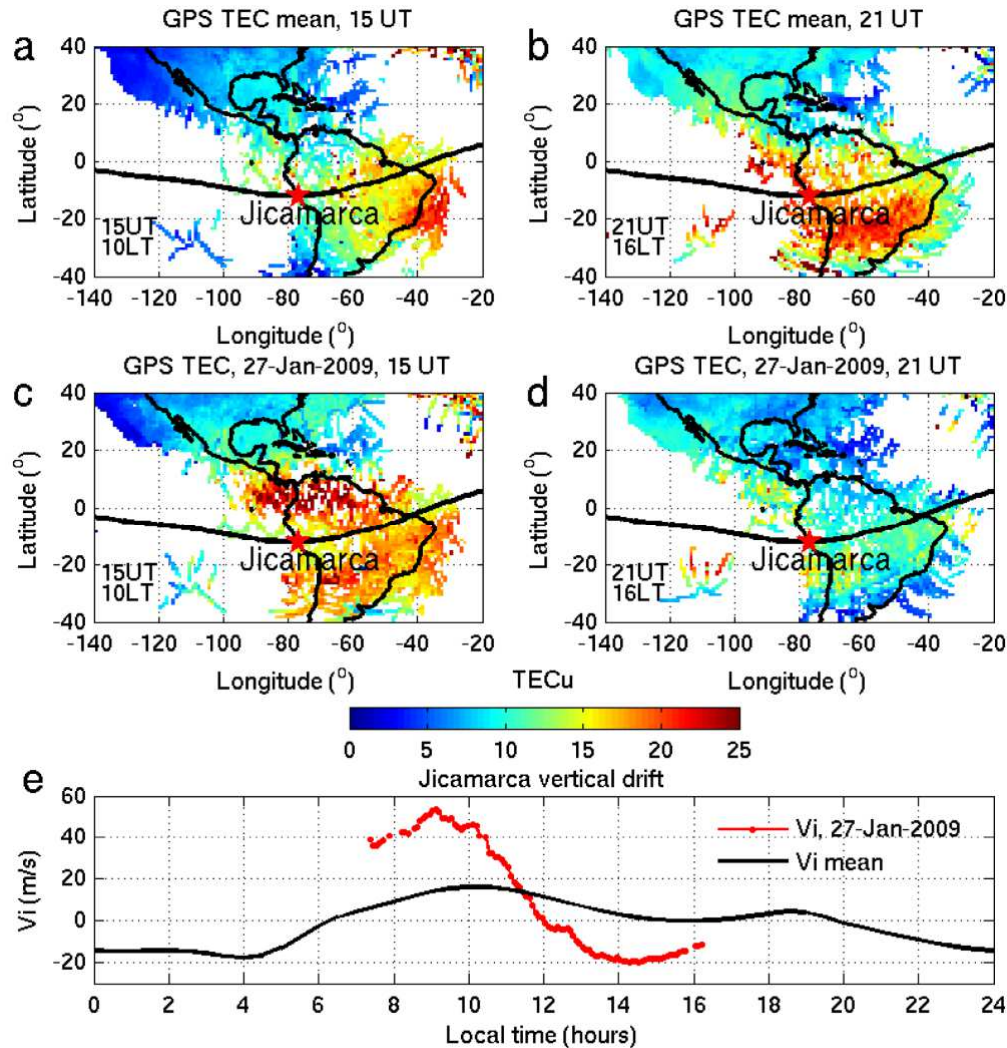 GPS TEC mean, 15 UT
a
40
20
0
-20
-40
Latitude (°)
15UT
10LT
Jicamarca
-140 -120 -100 -80 -60 -40 -20
Longitude (°)
GPS TEC mean, 21 UT
b
40
20
0
-20
-40
Latitude (°)
21UT
16LT
Jicamarca
-140 -120 -100 -80 -60 -40 -20
Longitude (°)
GPS TEC, 27-Jan-2009, 15 UT
c
40
20
0
-20
-40
Latitude (°)
15UT
10LT
Jicamarca
-140 -120 -100 -80 -60 -40 -20
Longitude (°)
GPS TEC, 27-Jan-2009, 21 UT
d
40
20
0
-20
-40
Latitude (°)
21UT
16LT
Jicamarca
-140 -120 -100 -80 -60 -40 -20
Longitude (°)
TECu
0 5 10 15 20 25
e
Jicamarca vertical drift
60
40
20
0
-20
Vi (m/s)
Vi, 27-Jan-2009
Vi mean
0 2 4 6 8 10 12 14 16 18 20 22 24
Local time (hours)